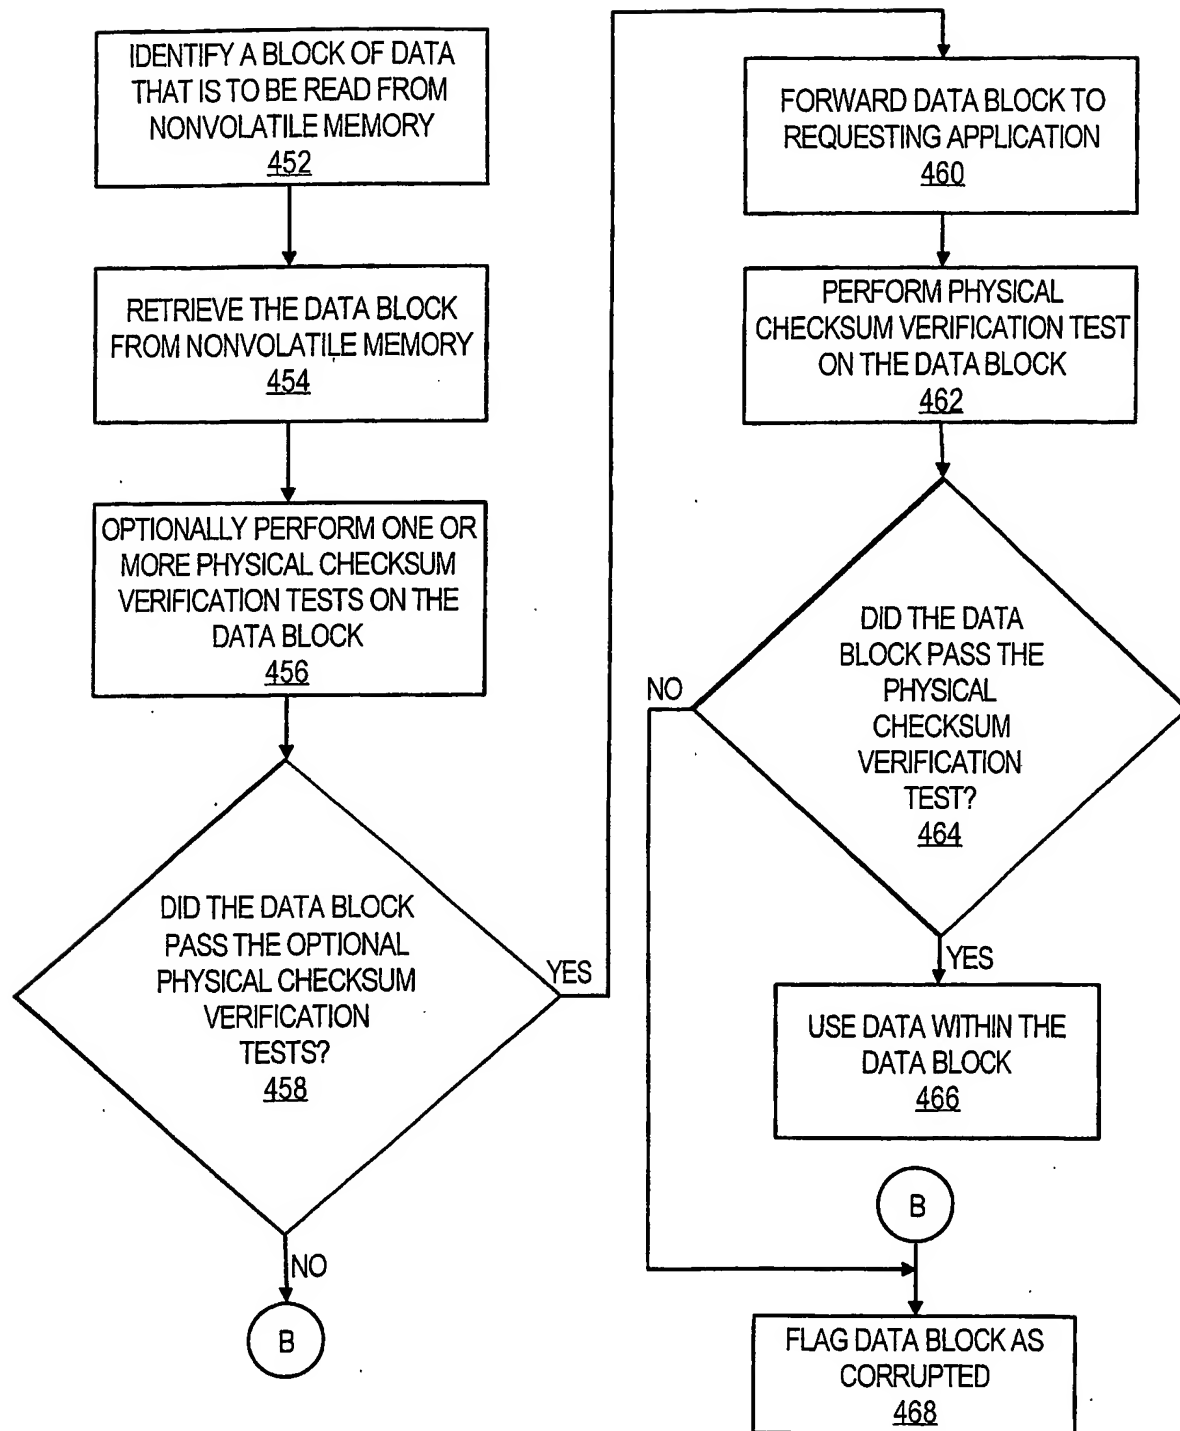 IDENTIFY A BLOCK OF DATA
THAT IS TO BE READ FROM
NONVOLATILE MEMORY
452
RETRIEVE THE DATA BLOCK
FROM NONVOLATILE MEMORY
454
OPTIONALLY PERFORM ONE OR
MORE PHYSICAL CHECKSUM
VERIFICATION TESTS ON THE
DATA BLOCK
456
DID THE DATA BLOCK
PASS THE OPTIONAL
PHYSICAL CHECKSUM
VERIFICATION
TESTS?
458
YES
NO
B
FORWARD DATA BLOCK TO
REQUESTING APPLICATION
460
PERFORM PHYSICAL
CHECKSUM VERIFICATION TEST
ON THE DATA BLOCK
462
DID THE DATA
BLOCK PASS THE
PHYSICAL
CHECKSUM
VERIFICATION
TEST?
464
NO
YES
USE DATA WITHIN THE
DATA BLOCK
466
B
FLAG DATA BLOCK AS
CORRUPTED
468